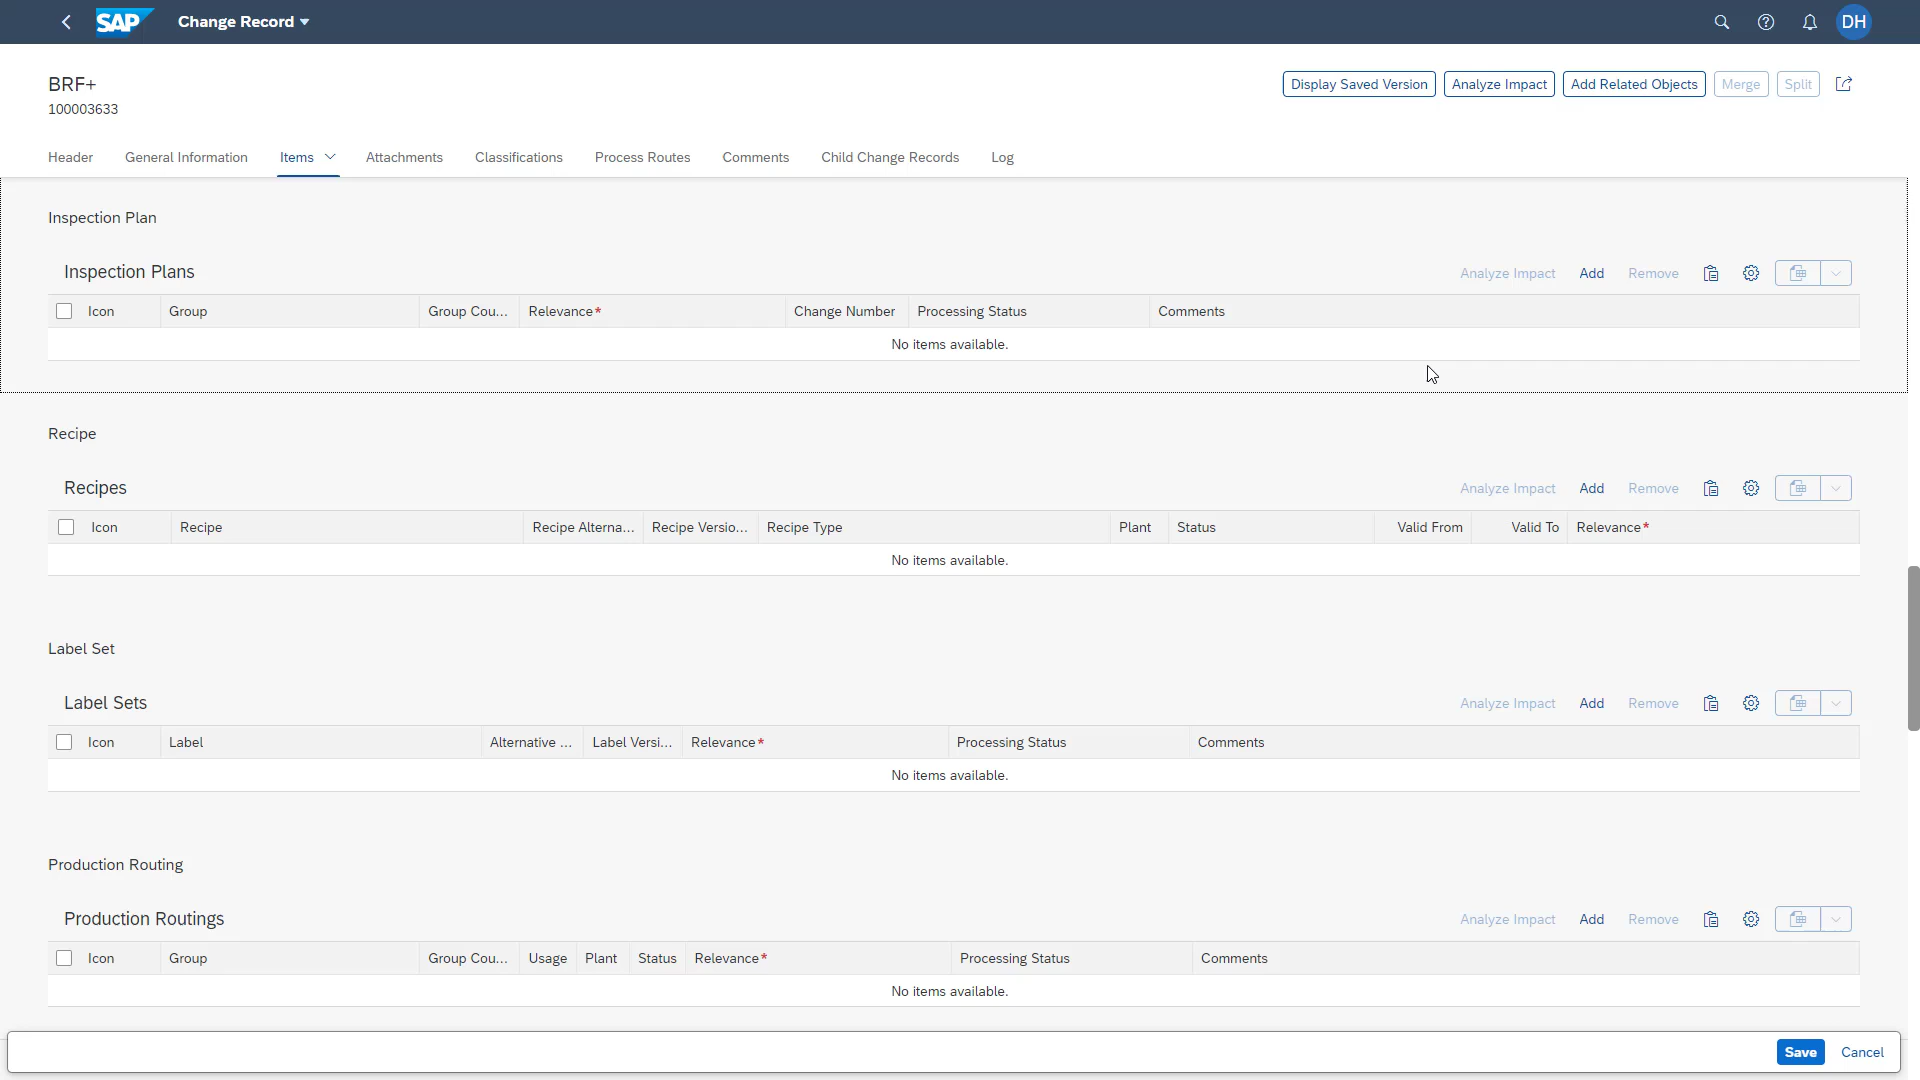 SAP Change Record DH
BRF+
100003633
Display Saved Version Analyze Impact Add Related Objects Merge Split
Header General Information Items Attachments Classifications Process Routes Comments Child Change Records Log
Inspection Plan
Inspection Plans Analyze Impact Add Remove
Icon Group Group Cou... Relevance* Change Number Processing Status Comments
No items available.
Recipe
Recipes Analyze Impact Add Remove
Icon Recipe Recipe Alterna... Recipe Versio... Recipe Type Plant Status Valid From Valid To Relevance*
No items available.
Label Set
Label Sets Analyze Impact Add Remove
Icon Label Alternative ... Label Versi... Relevance* Processing Status Comments
No items available.
Production Routing
Production Routings Analyze Impact Add Remove
Icon Group Group Cou... Usage Plant Status Relevance* Processing Status Comments
No items available.
Save Cancel